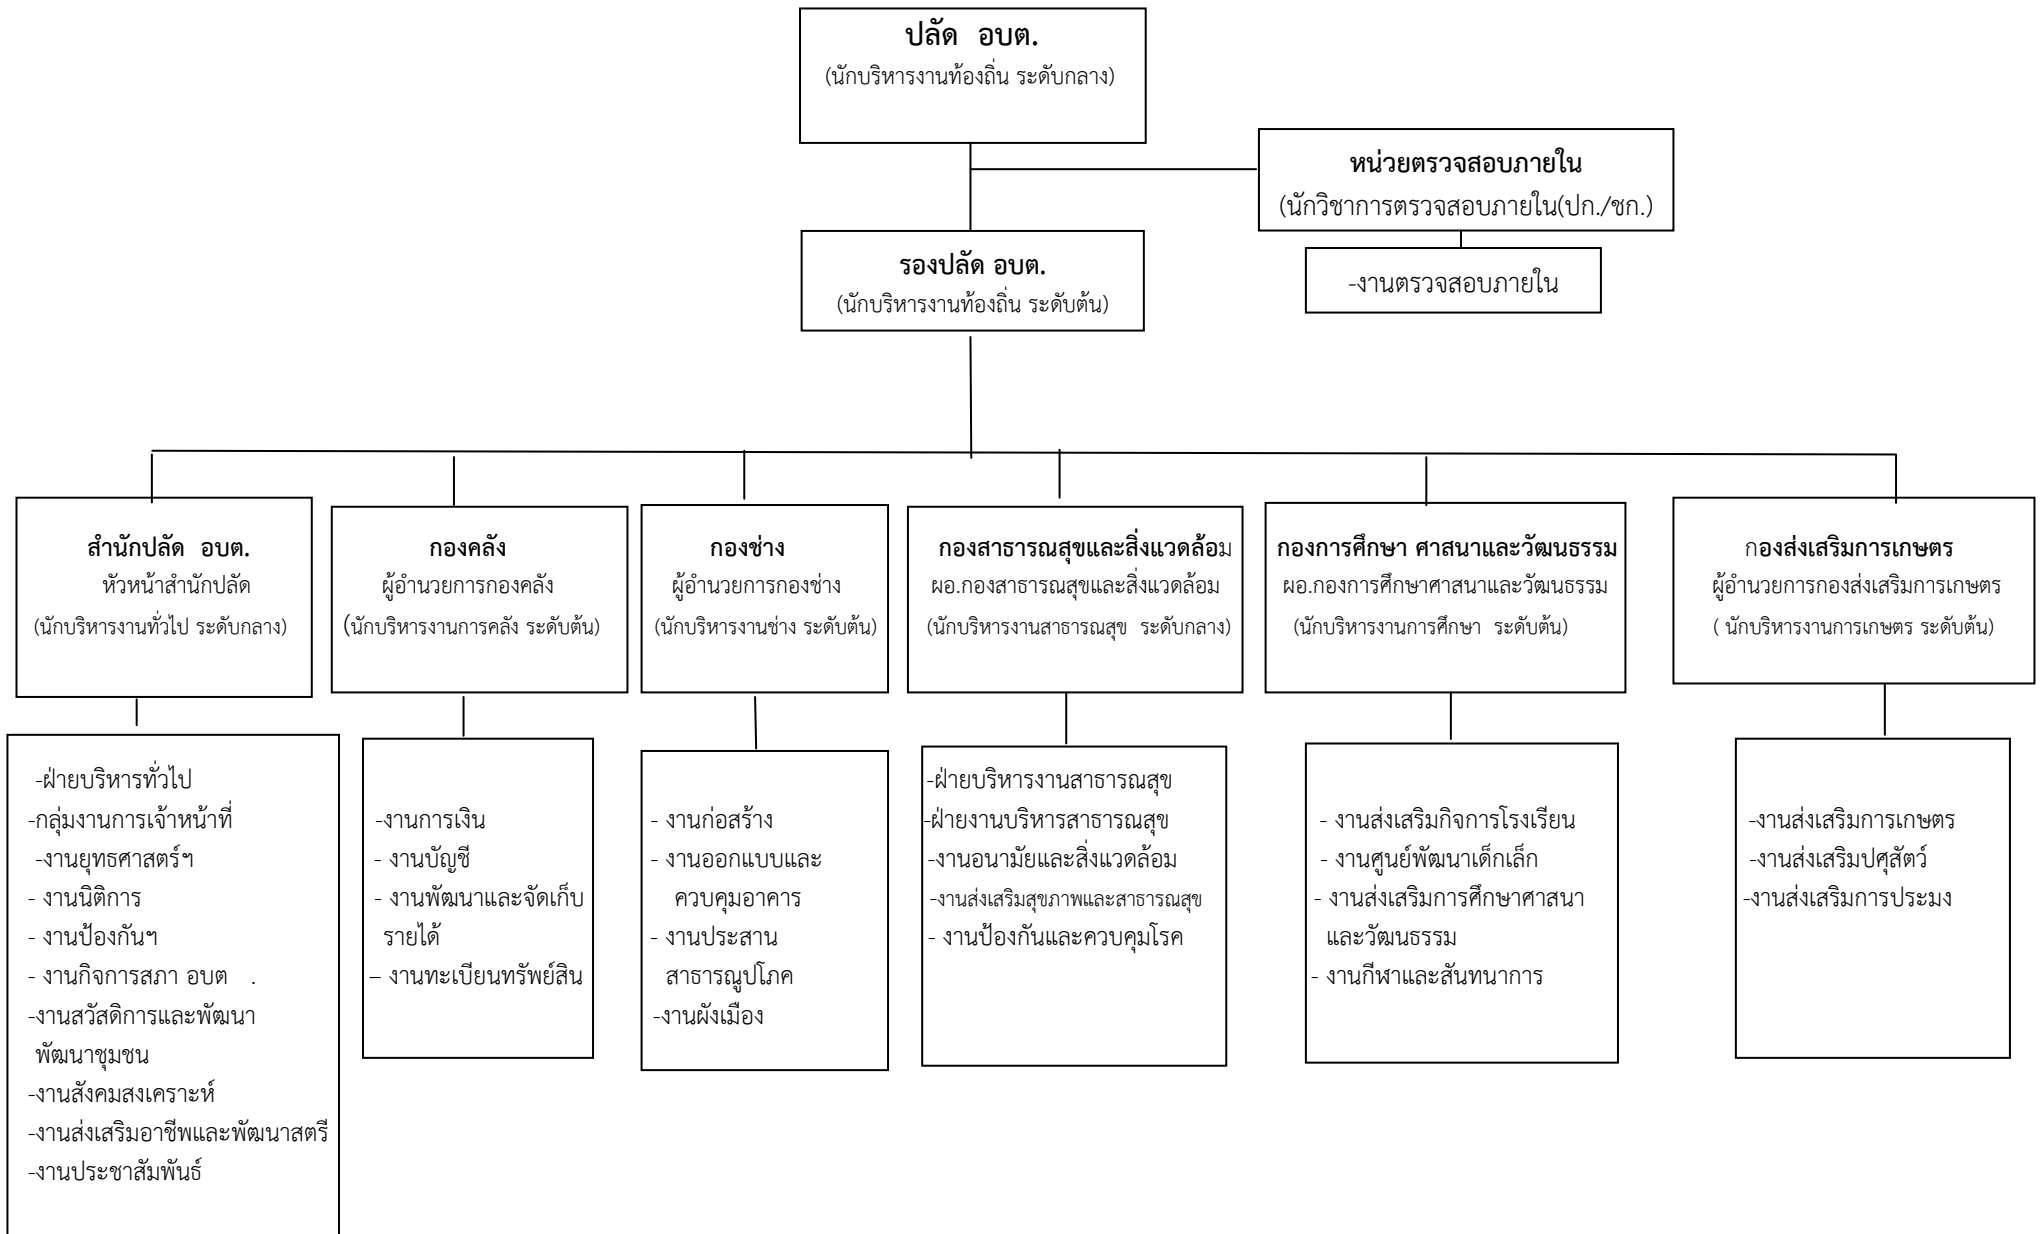 ปลัด อบต.
(นักบริหารงานท้องถิ่น ระดับกลาง)
หน่วยตรวจสอบภายใน
(นักวิชาการตรวจสอบภายใน(ปก./ชก.)
-งานตรวจสอบภายใน
รองปลัด อบต.
(นักบริหารงานท้องถิ่น ระดับต้น)
สำนักปลัด อบต.
หัวหน้าสำนักปลัด
(นักบริหารงานทั่วไป ระดับกลาง)
กองคลัง
ผู้อำนวยการกองคลัง
(นักบริหารงานการคลัง ระดับต้น)
กองช่าง
ผู้อำนวยการกองช่าง
(นักบริหารงานช่าง ระดับต้น)
กองสาธารณสุขและสิ่งแวดล้อม
ผอ.กองสาธารณสุขและสิ่งแวดล้อม
(นักบริหารงานสาธารณสุข ระดับกลาง)
กองการศึกษา ศาสนาและวัฒนธรรม
ผอ.กองการศึกษาศาสนาและวัฒนธรรม
(นักบริหารงานการศึกษา ระดับต้น)
กองส่งเสริมการเกษตร
ผู้อำนวยการกองส่งเสริมการเกษตร
( นักบริหารงานการเกษตร ระดับต้น)
-ฝ่ายบริหารทั่วไป
-กลุ่มงานการเจ้าหน้าที่
-งานยุทธศาสตร์ฯ
- งานนิติการ
- งานป้องกันฯ
- งานกิจการสภา อบต .
-งานสวัสดิการและพัฒนา
พัฒนาชุมชน
-งานสังคมสงเคราะห์
-งานส่งเสริมอาชีพและพัฒนาสตรี
-งานประชาสัมพันธ์
-งานการเงิน
- งานบัญชี
- งานพัฒนาและจัดเก็บ
รายได้
– งานทะเบียนทรัพย์สิน
- งานก่อสร้าง
- งานออกแบบและ
ควบคุมอาคาร
- งานประสาน
สาธารณูปโภค
-งานผังเมือง
-ฝ่ายบริหารงานสาธารณสุข
-ฝ่ายงานบริหารสาธารณสุข
-งานอนามัยและสิ่งแวดล้อม
-งานส่งเสริมสุขภาพและสาธารณสุข
- งานป้องกันและควบคุมโรค
- งานส่งเสริมกิจการโรงเรียน
- งานศูนย์พัฒนาเด็กเล็ก
- งานส่งเสริมการศึกษาศาสนา
และวัฒนธรรม
- งานกีฬาและสันทนาการ
-งานส่งเสริมการเกษตร
-งานส่งเสริมปศุสัตว์
-งานส่งเสริมการประมง